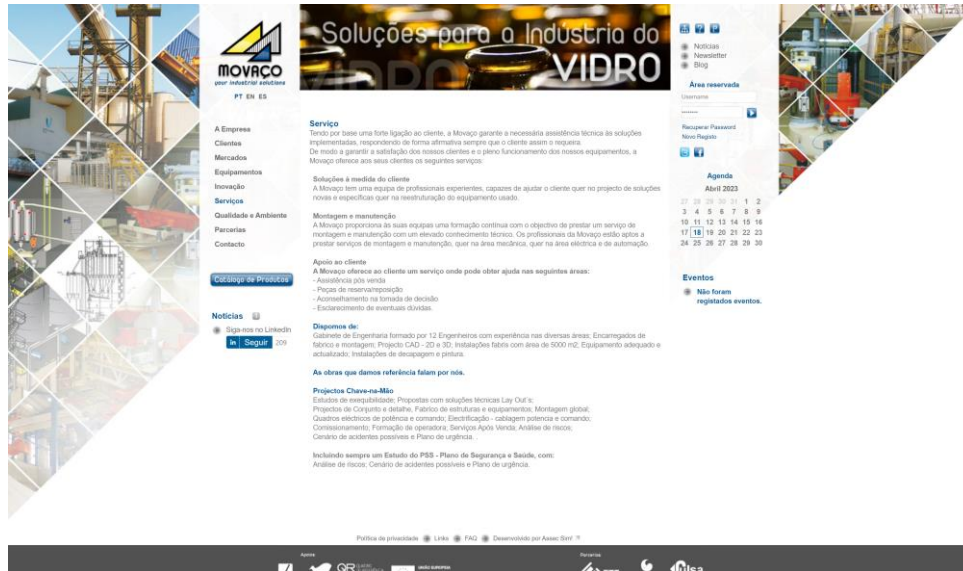 MOVAÇO
your industrial solutions
PT EN ES
Soluções para a Indústria do
VIDRO
A Empresa
Clientes
Mercados
Equipamentos
Inovação
Serviços
Qualidade e Ambiente
Parcerias
Contacto
Catálogo de Produtos
Notícias
Siga-nos no Linkedin
in Seguir 209
Serviço
Tendo por base uma forte ligação ao cliente, a Movaço garante a necessária assistência técnica às soluções
implementadas, respondendo de forma afirmativa sempre que o cliente assim o requeira.
De modo a garantir a satisfação dos nossos clientes e o pleno funcionamento dos nossos equipamentos, a
Movaço oferece aos seus clientes os seguintes serviços:
Soluções à medida do cliente
A Movaço tem uma equipa de profissionais experientes, capazes de ajudar o cliente quer no projecto de soluções
novas e específicas quer na reestruturação do equipamento usado.
Montagem e manutenção
A Movaço proporciona às suas equipas uma formação contínua com o objectivo de prestar um serviço de
montagem e manutenção com um elevado conhecimento técnico. Os profissionais da Movaço estão aptos a
prestar serviços de montagem e manutenção, quer na área mecânica, quer na área eléctrica e de automação.
Apoio ao cliente
A Movaço oferece ao cliente um serviço onde pode obter ajuda nas seguintes áreas:
- Assistência pós venda
- Peças de reserva/reposição
- Aconselhamento na tomada de decisão
- Esclarecimento de eventuais dúvidas.
Dispomos de:
Gabinete de Engenharia formado por 12 Engenheiros com experiência nas diversas áreas; Encarregados de
fabrico e montagem; Projecto CAD - 2D e 3D; Instalações fabris com área de 5000 m2; Equipamento adequado e
actualizado; Instalações de decapagem e pintura.
As obras que damos referência falam por nós.
Projectos Chave-na-Mão
Estudos de exequibilidade; Propostas com soluções técnicas Lay Out´s;
Projectos de Conjunto e detalhe, Fabrico de estruturas e equipamentos; Montagem global;
Quadros eléctricos de potência e comando; Electrificação - cablagem potencia e comando;
Comissionamento; Formação de operadora; Serviços Após Venda; Análise de riscos;
Cenário de acidentes possíveis e Plano de urgência. .
Incluindo sempre um Estudo do PSS - Plano de Segurança e Saúde, com:
Análise de riscos; Cenário de acidentes possíveis e Plano de urgência.
Notícias
Newsletter
Blog
Área reservada
Username
••••••••
Recuperar Password
Novo Registo
Agenda
Abril 2023
27 28 29 30 31 1 2
3 4 5 6 7 8 9
10 11 12 13 14 15 16
17 18 19 20 21 22 23
24 25 26 27 28 29 30
Eventos
Não foram
registados eventos.
Política de privacidade Links FAQ Desenvolvido por Assec Sim!
Apoios
QR
UNIÃO EUROPEIA
Parcerias